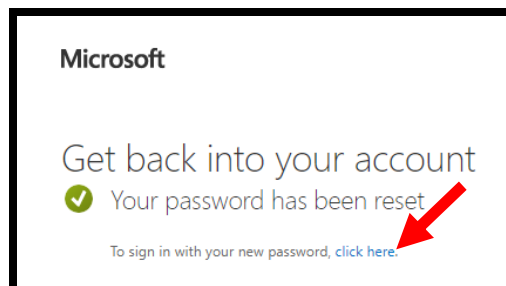 Microsoft
Get back into your account
Your password has been reset
To sign in with your new password, click here.